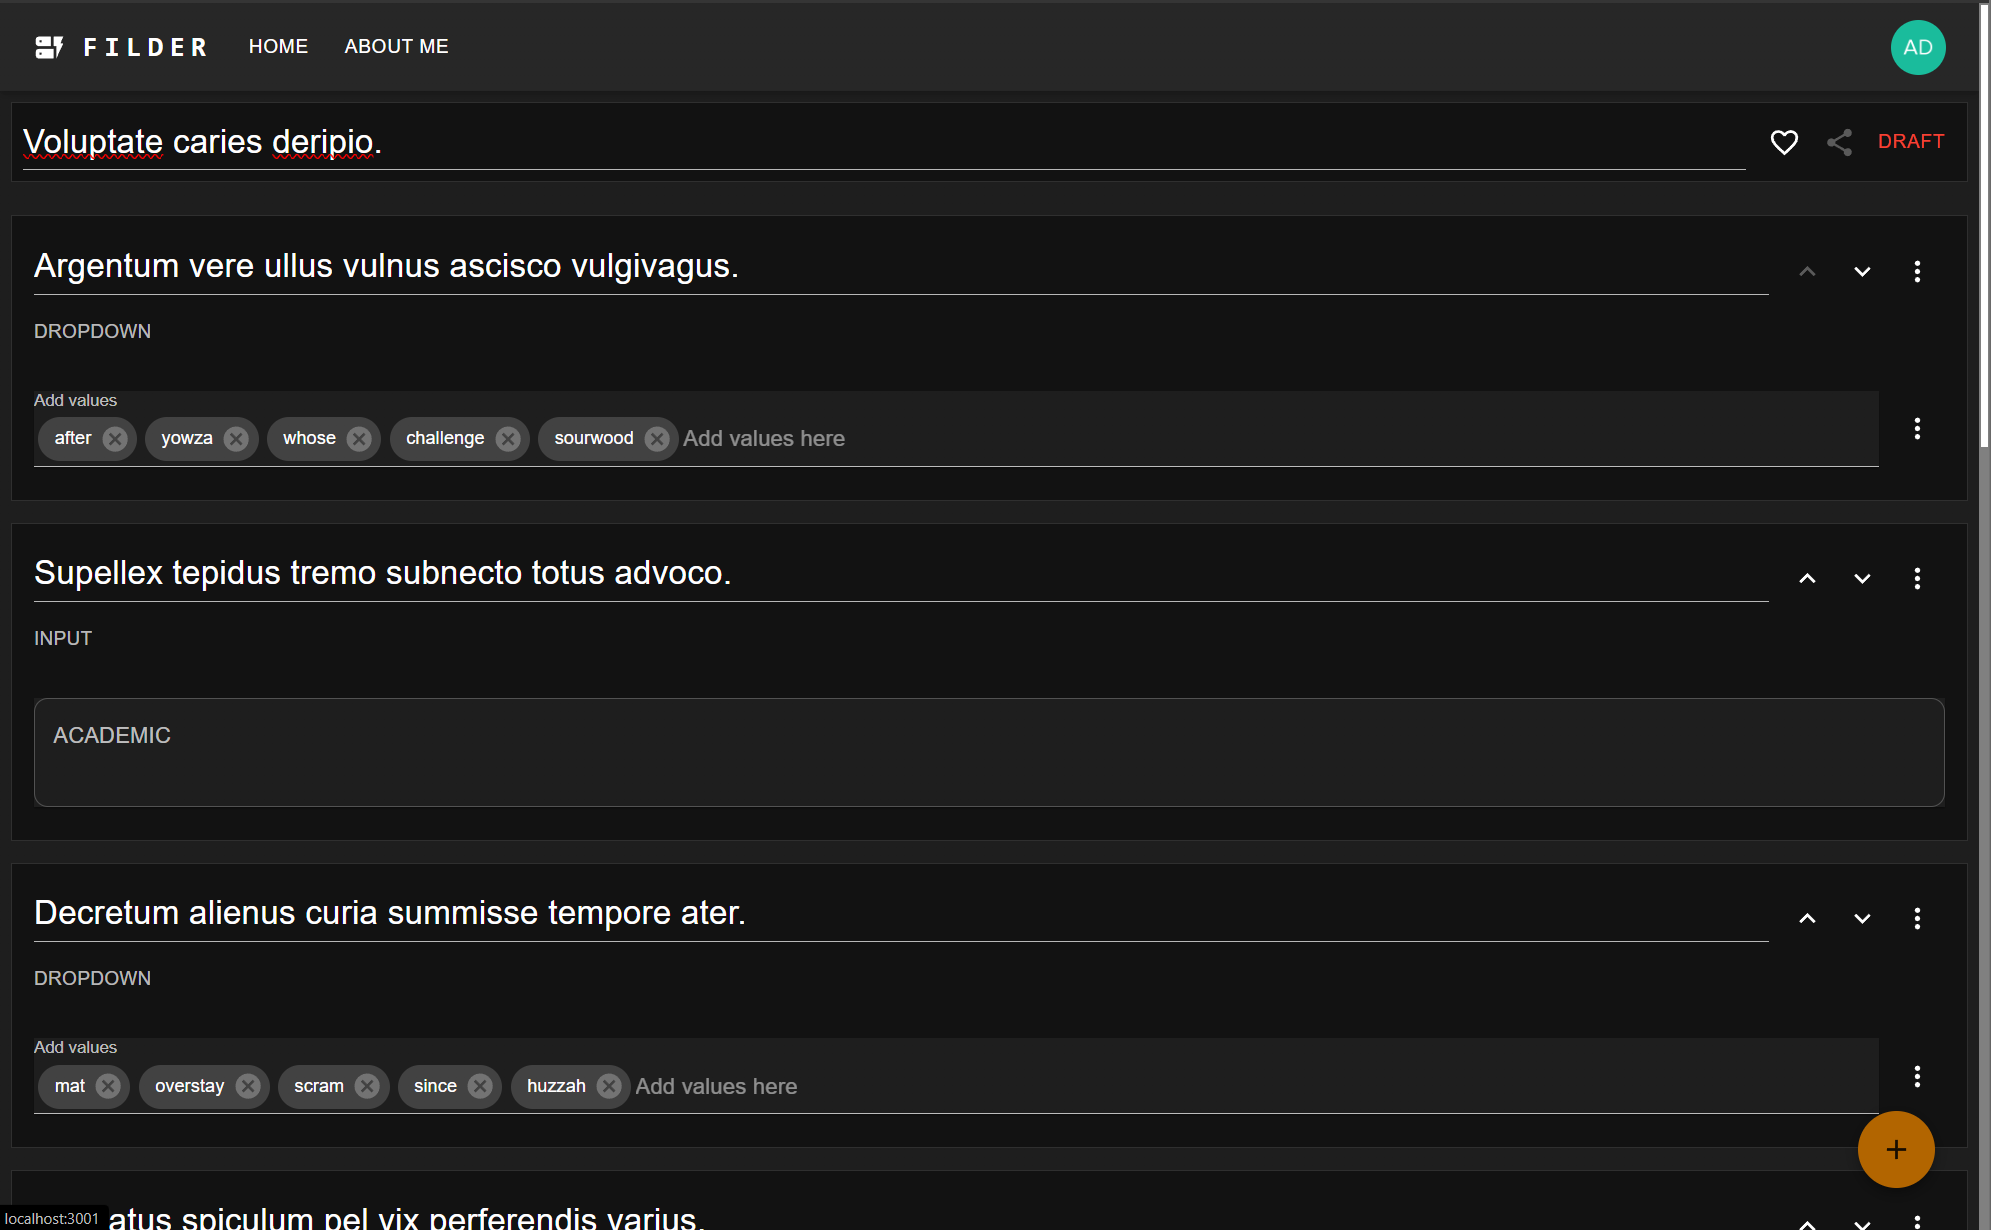 FILDER HOME ABOUT ME AD
Voluptate caries deripio. DRAFT
Argentum vere ullus vulnus ascisco vulgivagus.
DROPDOWN
Add values
after yowza whose challenge sourwood Add values here
Supellex tepidus tremo subnecto totus advoco.
INPUT
ACADEMIC
Decretum alienus curia summisse tempore ater.
DROPDOWN
Add values
mat overstay scram since huzzah Add values here
+
atus spiculum pel vix perferendis varius.
localhost:3001